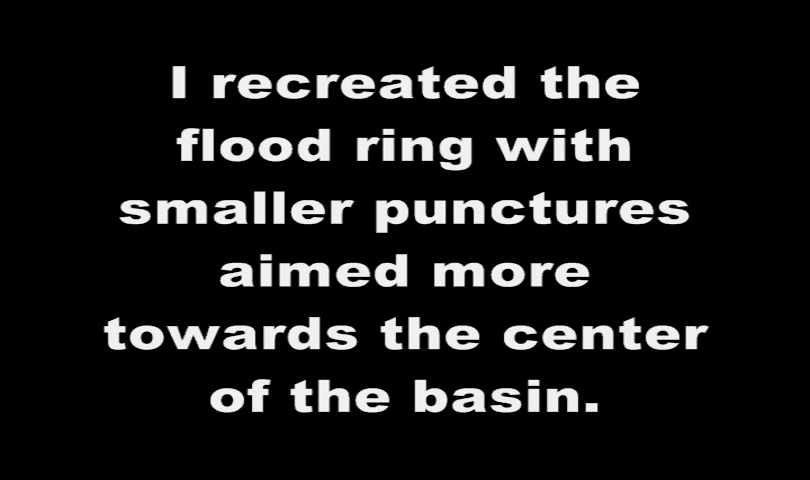 I recreated the
flood ring with
smaller punctures
aimed more
towards the center
of the basin.